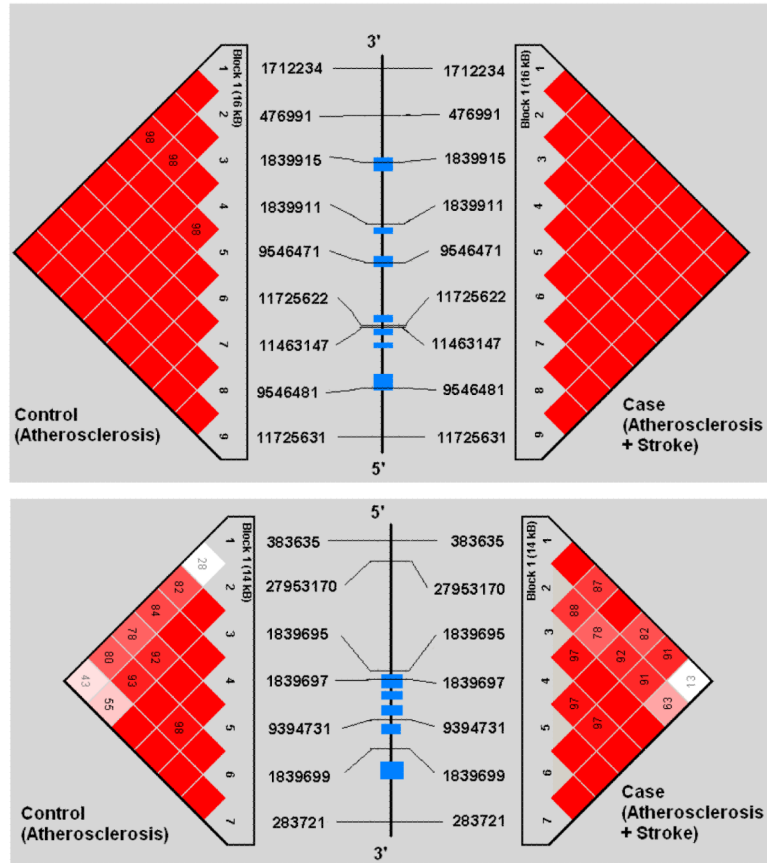 3'
Block 1 (16 kB)
1 2 3 4 5 6 7 8 9
98
98
98
1712234 1712234
476991 476991
1839915 1839915
1839911 1839911
9546471 9546471
11725622 11725622
11463147 11463147
9546481 9546481
11725631 11725631
Block 1 (16 kB)
1 2 3 4 5 6 7 8 9
Control
(Atherosclerosis)
Case
(Atherosclerosis
+ Stroke)
5'
5'
Block 1 (14 kB)
1 2 3 4 5 6 7
28
82
84
78
92
80
93
43
55
98
383635 383635
27953170 27953170
1839695 1839695
1839697 1839697
9394731 9394731
1839699 1839699
283721 283721
Block 1 (14 kB)
1 2 3 4 5 6 7
87
88
78
82
97
92
91
91
13
97
63
97
Control
(Atherosclerosis)
Case
(Atherosclerosis
+ Stroke)
3'